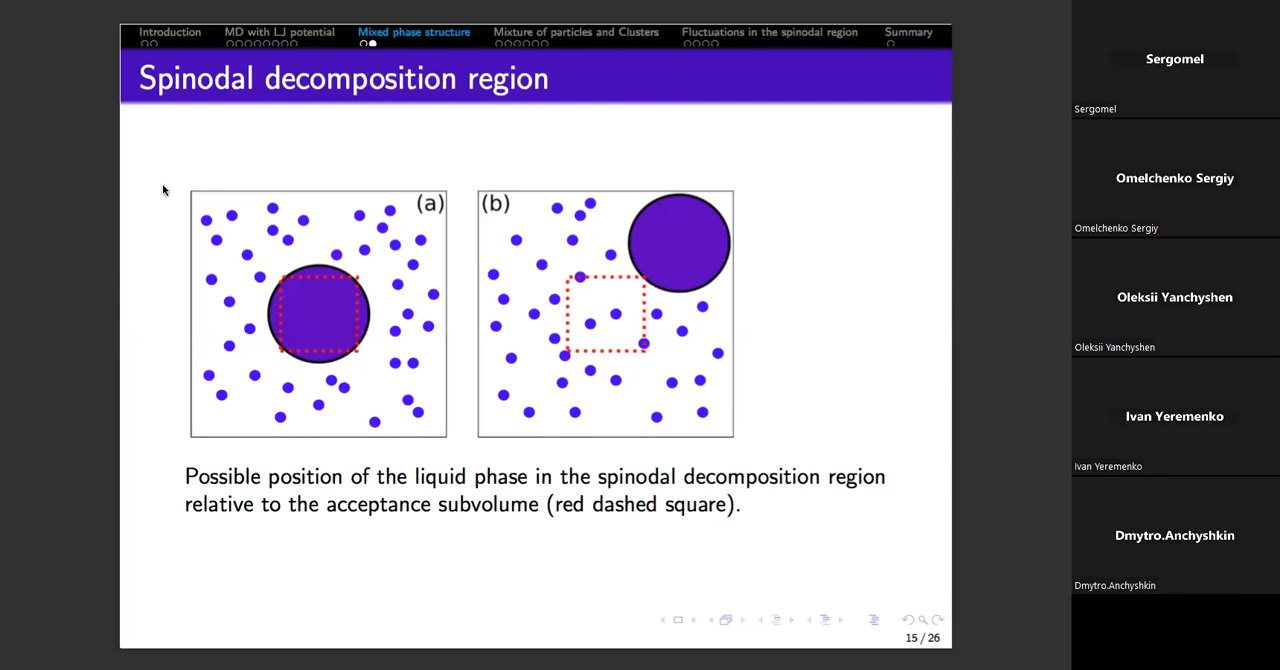 Introduction
MD with LJ potential
Mixed phase structure
Mixture of particles and Clusters
Fluctuations in the spinodal region
Summary
Spinodal decomposition region
(a)
(b)
Possible position of the liquid phase in the spinodal decomposition region
relative to the acceptance subvolume (red dashed square).
15 / 26
Sergomel
Sergomel
Omelchenko Sergiy
Omelchenko Sergiy
Oleksii Yanchyshen
Oleksii Yanchyshen
Ivan Yeremenko
Ivan Yeremenko
Dmytro.Anchyshkin
Dmytro.Anchyshkin